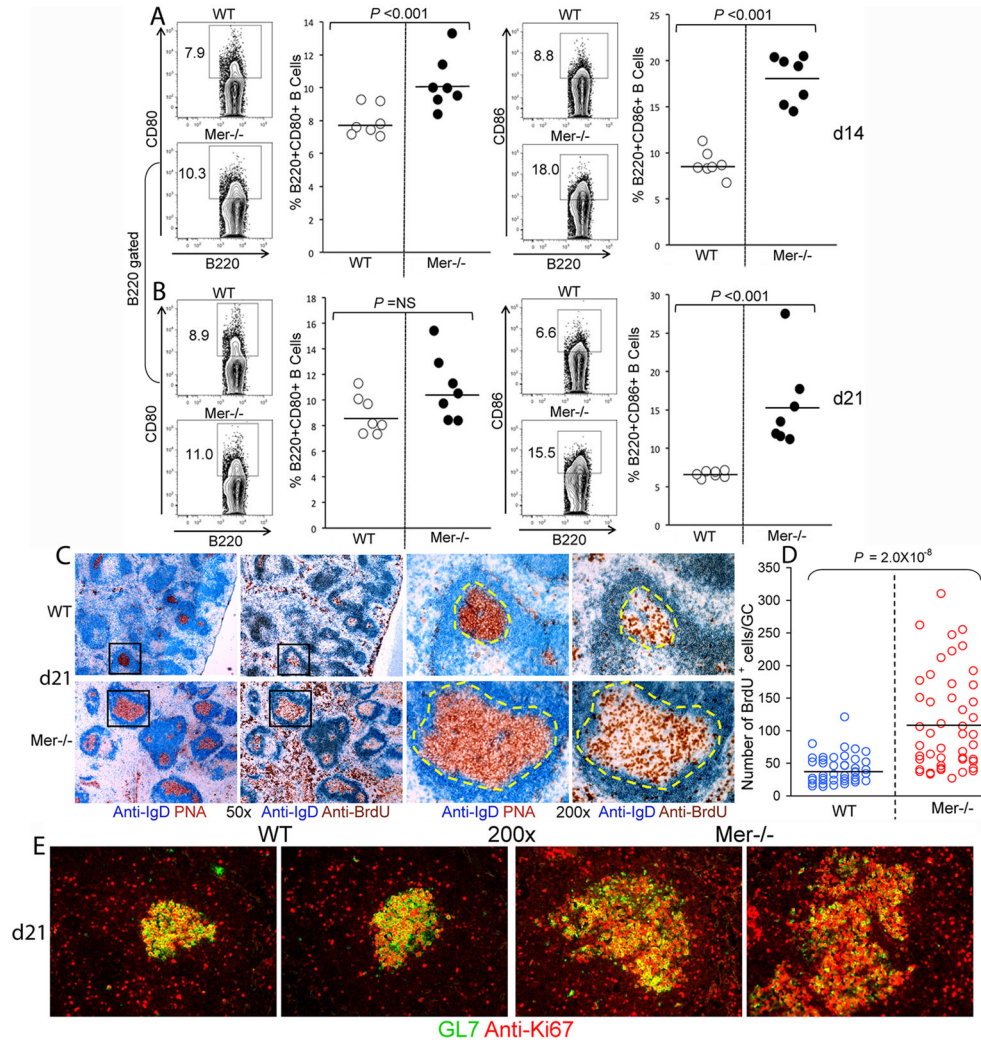 A
WT
7.9
CD80
Mer-/-
10.3
B220
B220 gated
P <0.001
% B220+CD80+ B Cells
14
12
10
8
6
4
2
0
WT
Mer-/-
WT
8.8
CD86
Mer-/-
18.0
B220
P <0.001
% B220+CD86+ B Cells
25
20
15
10
5
0
WT
Mer-/-
d14
B
WT
8.9
CD80
Mer-/-
11.0
B220
P =NS
% B220+CD80+ B Cells
18
16
14
12
10
8
6
4
2
0
WT
Mer-/-
WT
6.6
CD86
Mer-/-
15.5
B220
P <0.001
% B220+CD86+ B Cells
30
25
20
15
10
5
0
WT
Mer-/-
d21
C
WT
d21
Mer-/-
Anti-IgD PNA 50x Anti-IgD Anti-BrdU Anti-IgD PNA 200x Anti-IgD Anti-BrdU
D
P = 2.0X10-8
Number of BrdU + cells/GC
350
300
250
200
150
100
50
0
WT
Mer-/-
E
WT 200x Mer-/-
d21
GL7 Anti-Ki67